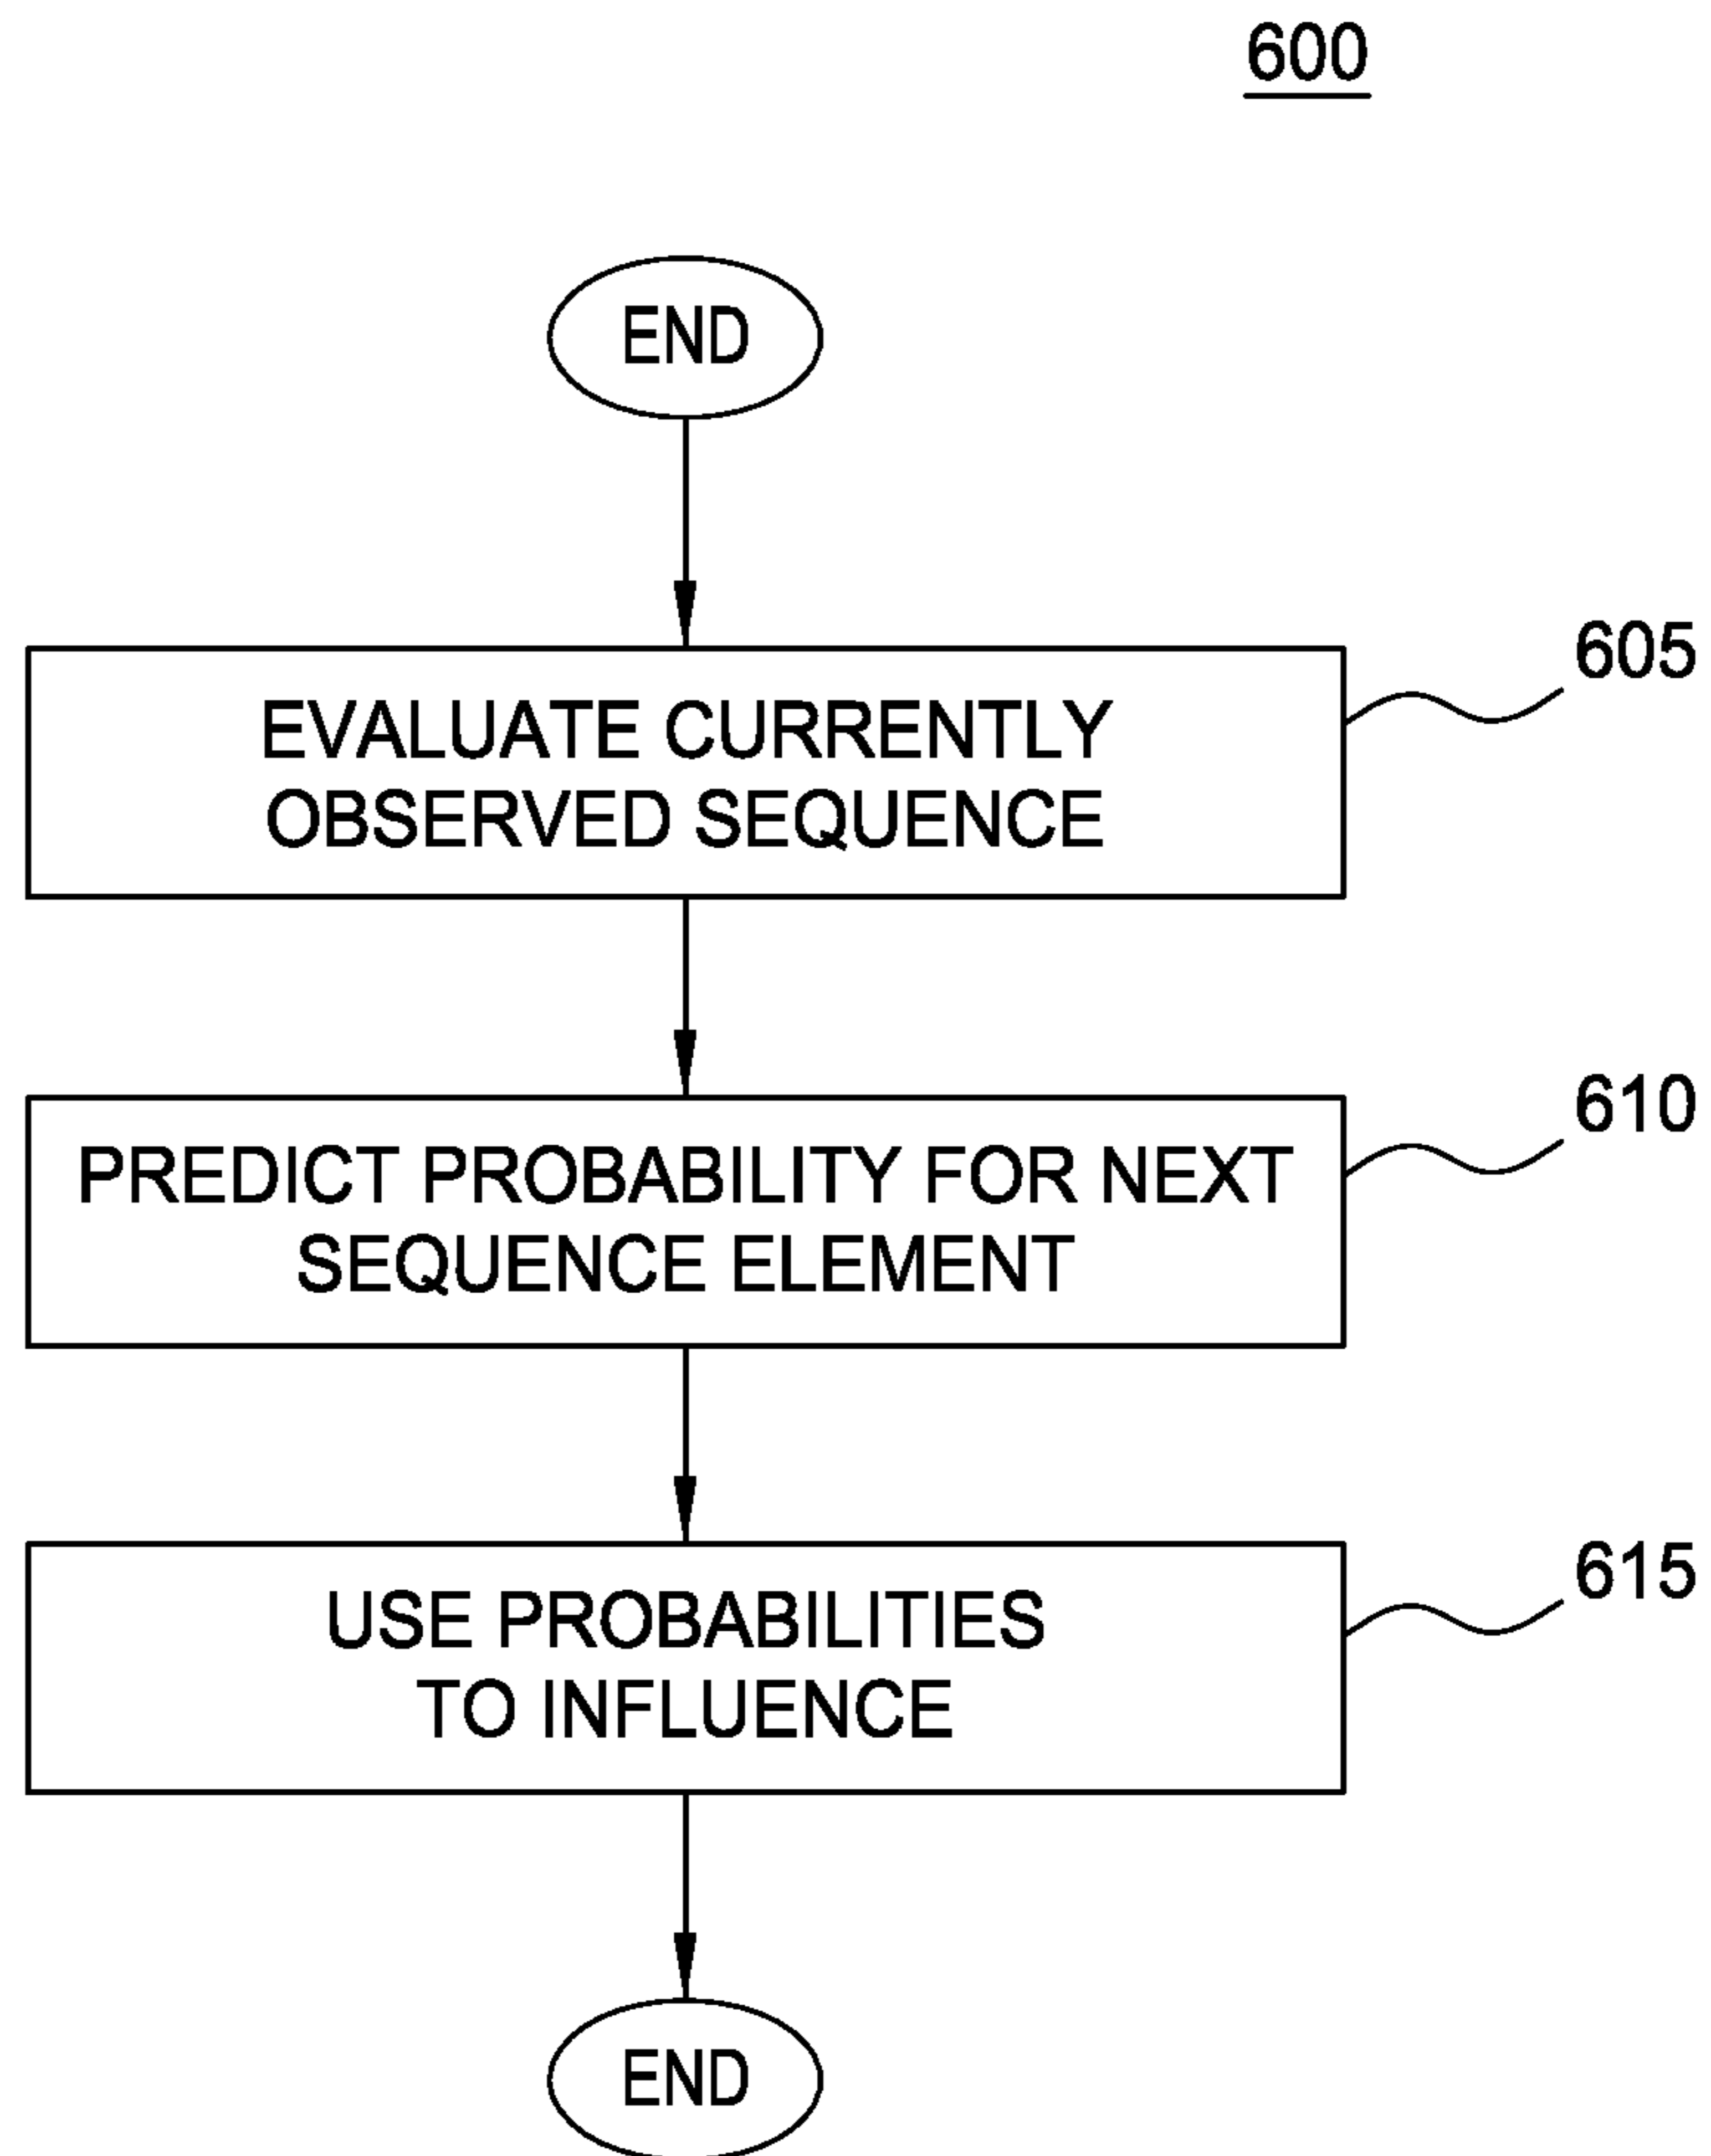 600
END
605
EVALUATE CURRENTLY
OBSERVED SEQUENCE
610
PREDICT PROBABILITY FOR NEXT
SEQUENCE ELEMENT
615
USE PROBABILITIES
TO INFLUENCE
END